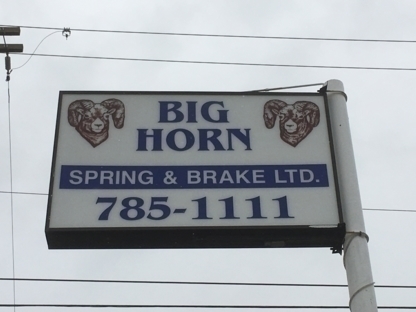 BIG
HORN
SPRING & BRAKE LTD.
785-1111